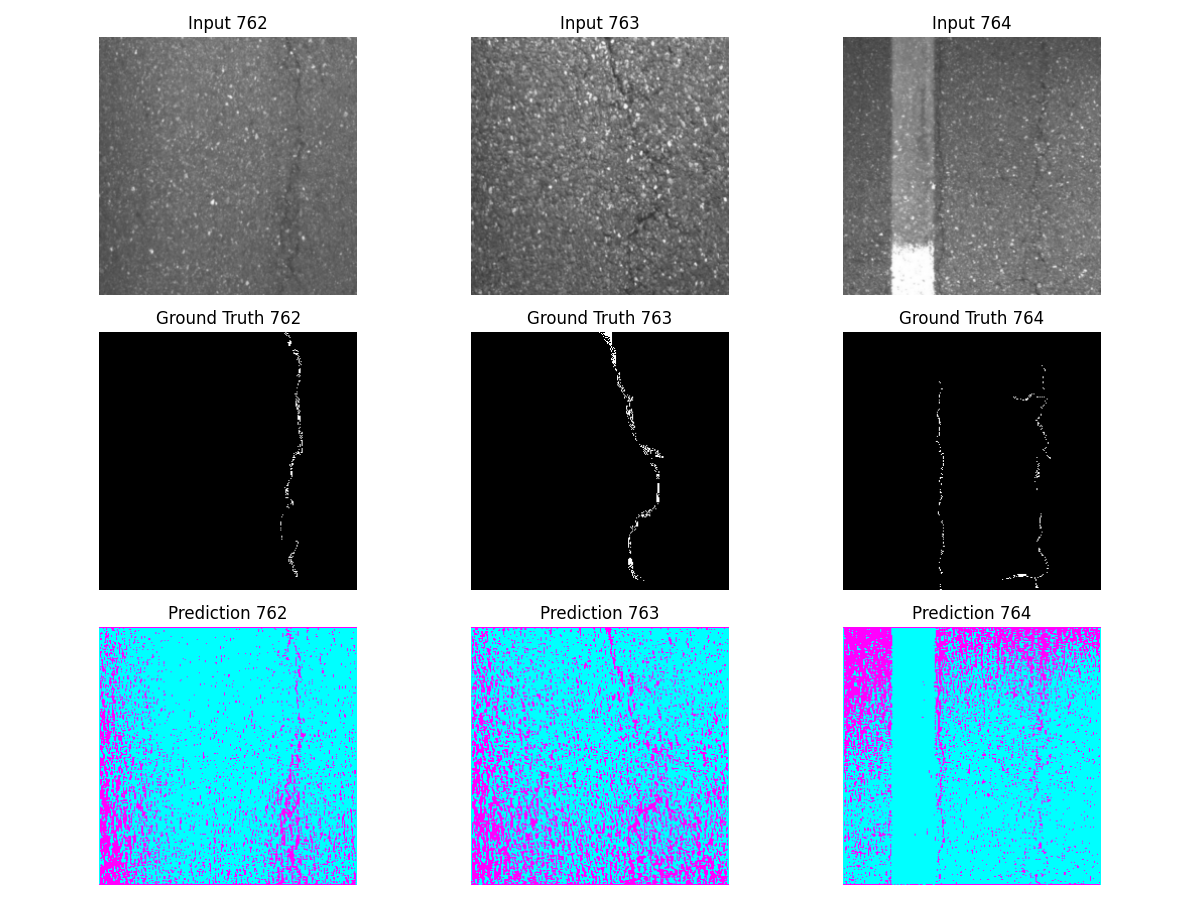 Input 762
Input 763
Input 764
Ground Truth 762
Ground Truth 763
Ground Truth 764
Prediction 762
Prediction 763
Prediction 764